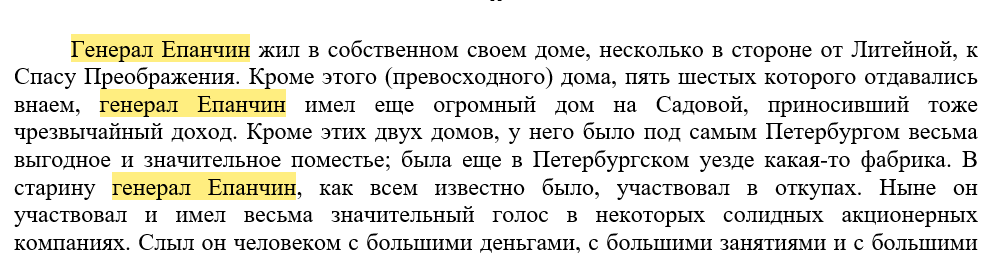 Генерал Епанчин жил в собственном своем доме, несколько в стороне от Литейной, к
Спасу Преображения. Кроме этого (превосходного) дома, пять шестых которого отдавались
внаем, генерал Епанчин имел еще огромный дом на Садовой, приносивший тоже
чрезвычайный доход. Кроме этих двух домов, у него было под самым Петербургом весьма
выгодное и значительное поместье; была еще в Петербургском уезде какая-то фабрика. В
старину генерал Епанчин, как всем известно было, участвовал в откупах. Ныне он
участвовал и имел весьма значительный голос в некоторых солидных акционерных
компаниях. Слыл он человеком с большими деньгами, с большими занятиями и с большими